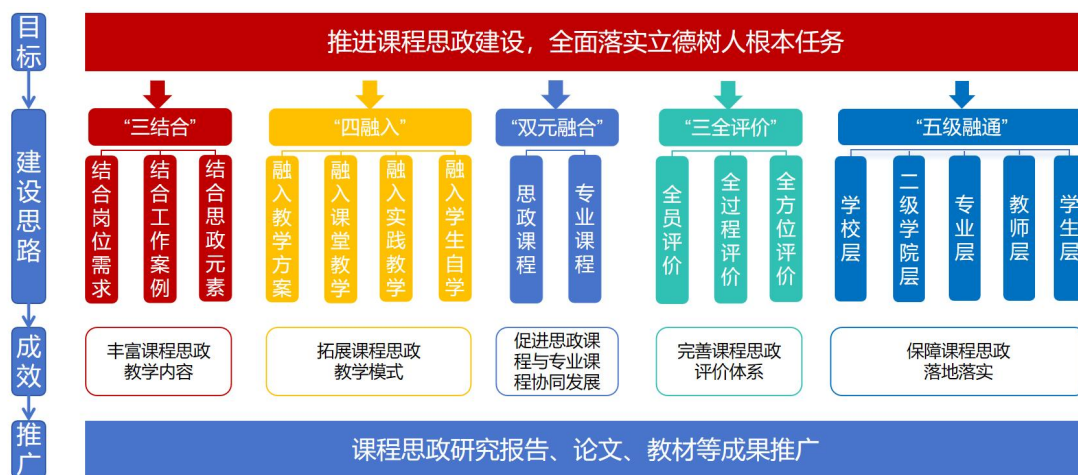 目标
推进课程思政建设，全面落实立德树人根本任务
建设思路
“三结合”
“四融入”
“双元融合”
“三全评价”
“五级融通”
结合岗位需求
结合工作案例
结合思政元素
融入教学方案
融入课堂教学
融入实践教学
融入学生自学
思政课程
专业课程
全员评价
全过程评价
全方位评价
学校层
二级学院层
专业层
教师层
学生层
成效
丰富课程思政
教学内容
拓展课程思政
教学模式
促进思政课
程与专业课
程协同发展
完善课程思政
评价体系
保障课程思政
落地落实
推广
课程思政研究报告、论文、教材等成果推广